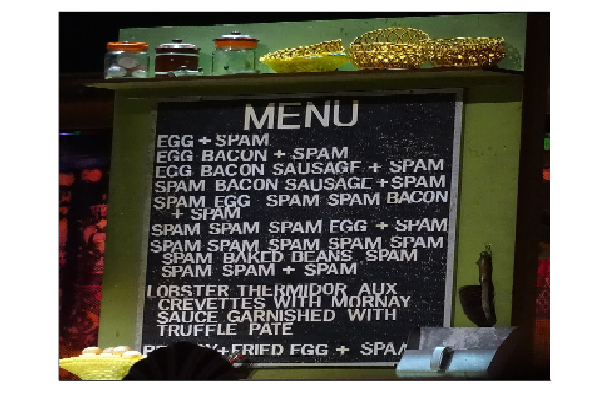 MENU
EGG + SPAM
EGG BACON + SPAM
EGG BACON SAUSAGE + SPAM
SPAM BACON SAUSAGE + SPAM
SPAM EGG SPAM SPAM BACON
+ SPAM
SPAM SPAM SPAM EGG + SPAM
SPAM SPAM SPAM SPAM SPAM
SPAM BAKED BEANS SPAM
SPAM SPAM + SPAM
LOBSTER THERMIDOR AUX
CREVETTES WITH MORNAY
SAUCE GARNISHED WITH
TRUFFLE PATE
+ FRIED EGG +